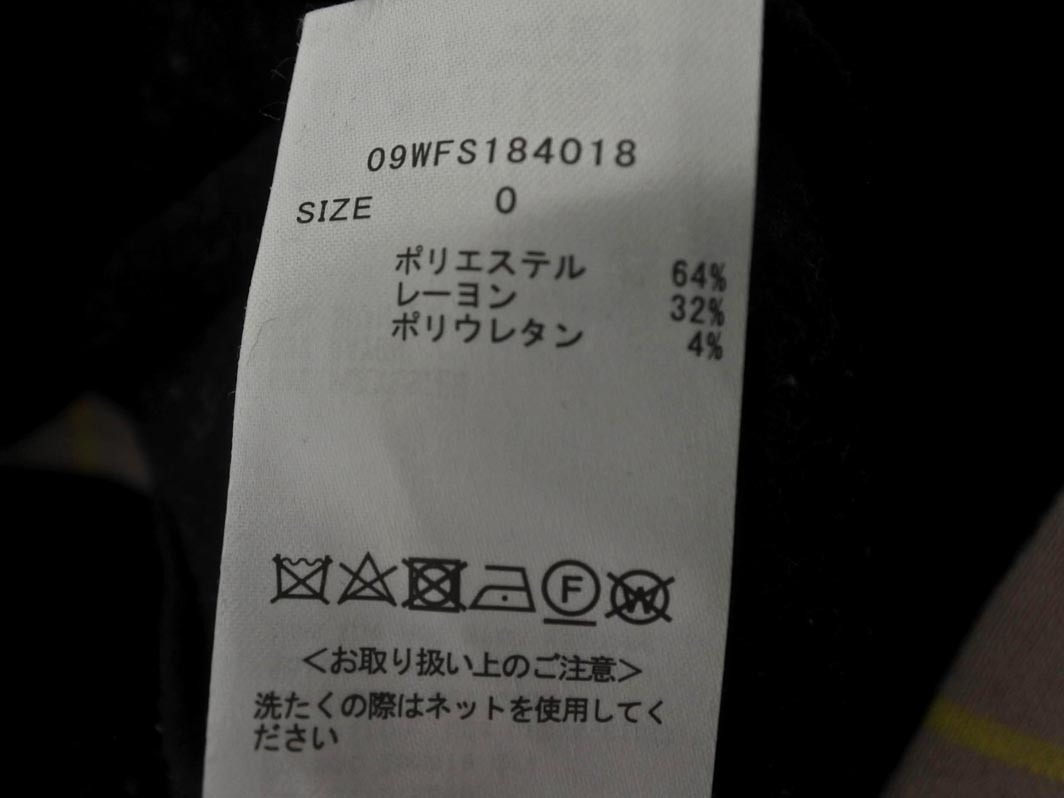 09WFS184018
SIZE 0
ポリエステル 64%
レーヨン 32%
ポリウレタン 4%
F W
＜お取り扱い上のご注意＞
洗たくの際はネットを使用してく
ださい